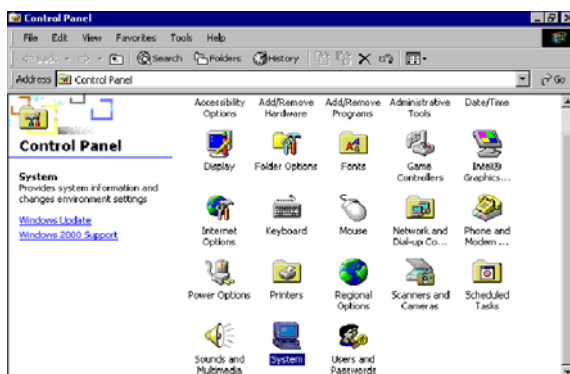 Control Panel
File Edit View Favorites Tools Help
Back Search Folders History
Address Control Panel Go
Accessibility Options
Add/Remove Hardware
Add/Remove Programs
Administrative Tools
Date/Time
Control Panel
System
Provides system information and
changes environment settings
Windows Update
Windows 2000 Support
Display
Folder Options
Fonts
Game Controllers
Intel® Graphics...
Internet Options
Keyboard
Mouse
Network and Dial-up Co...
Phone and Modem ...
Power Options
Printers
Regional Options
Scanners and Cameras
Scheduled Tasks
Sounds and Multimedia
System
Users and Passwords